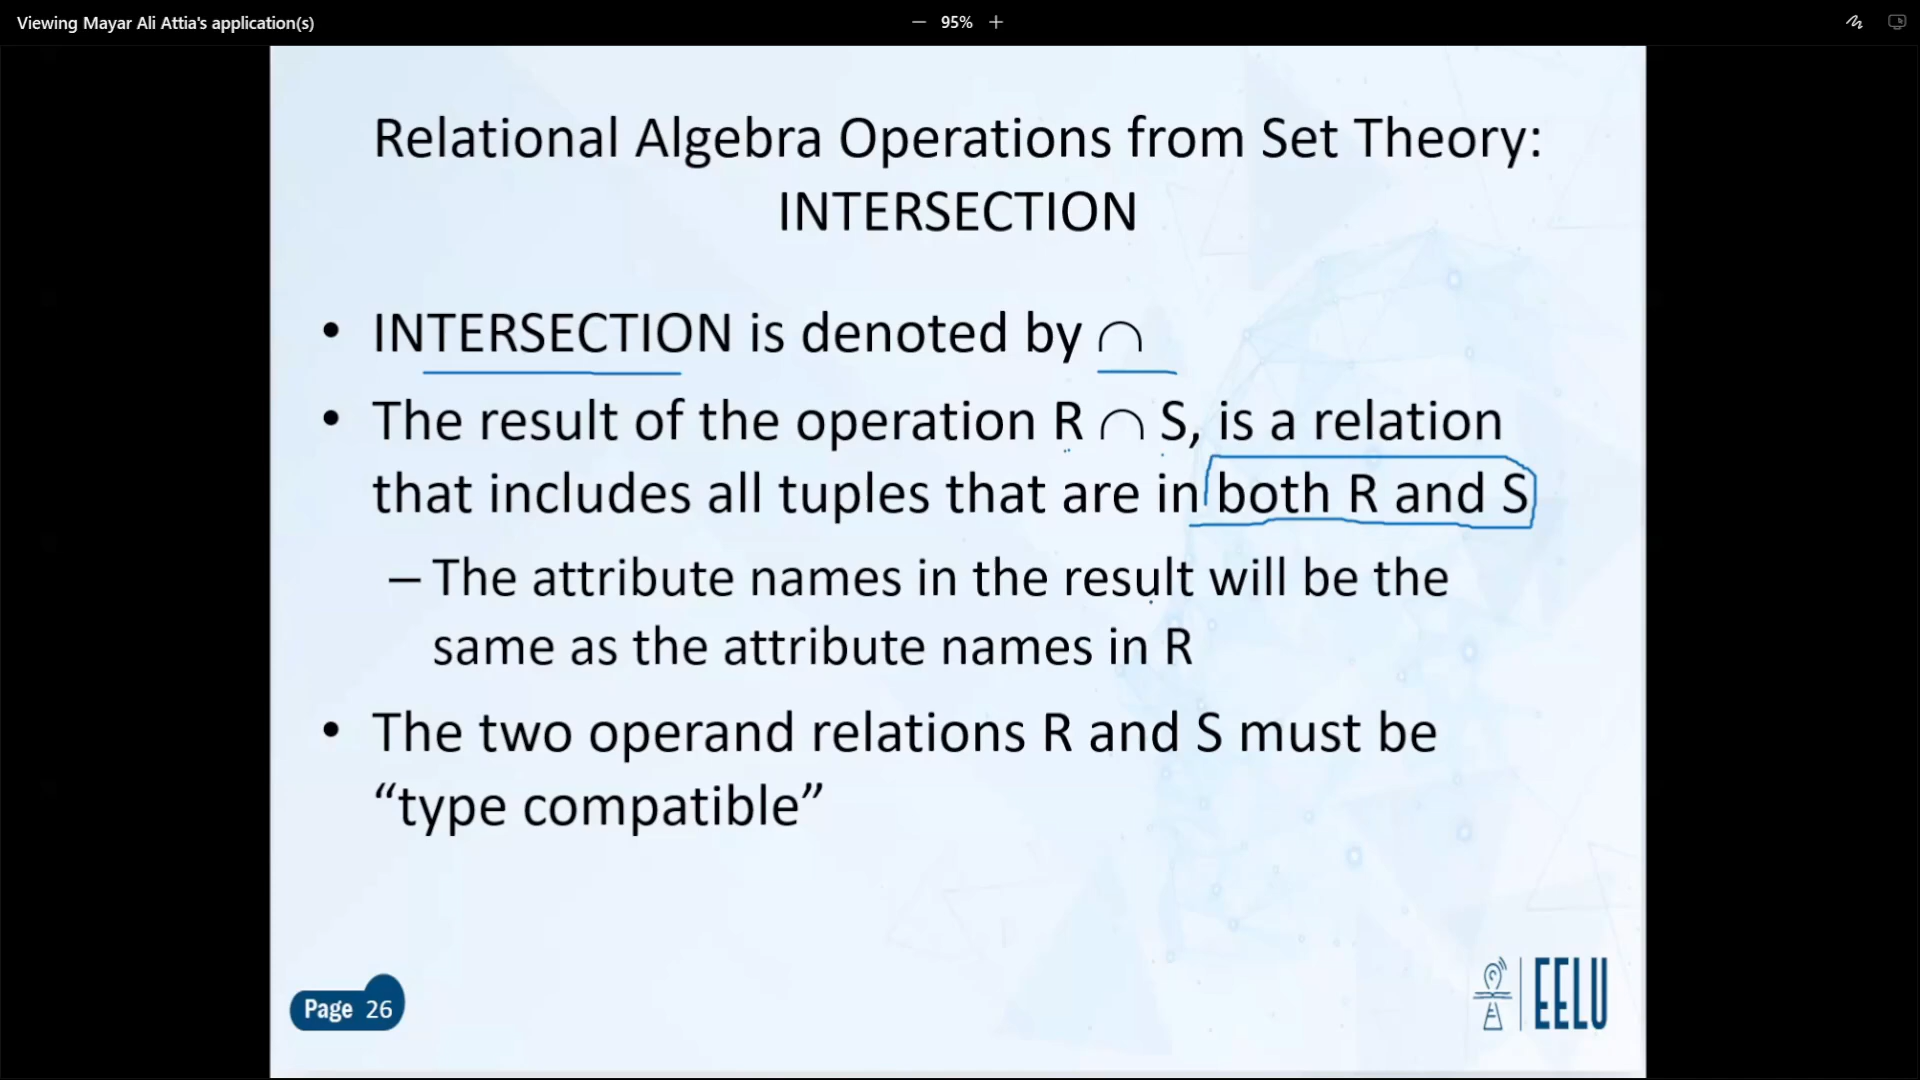 Viewing Mayar Ali Attia's application(s)
95%
Relational Algebra Operations from Set Theory:
INTERSECTION
• INTERSECTION is denoted by ∩
• The result of the operation R ∩ S, is a relation
that includes all tuples that are in both R and S
– The attribute names in the result will be the
same as the attribute names in R
• The two operand relations R and S must be
“type compatible”
Page 26
EELU